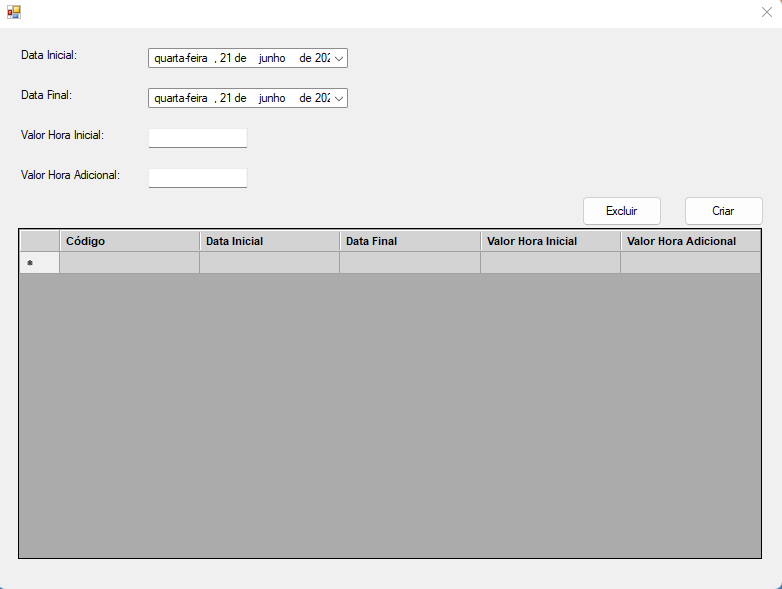 Data Inicial: quarta-feira , 21 de junho de 202
Data Final: quarta-feira , 21 de junho de 202
Valor Hora Inicial:
Valor Hora Adicional:
Excluir Criar
Código Data Inicial Data Final Valor Hora Inicial Valor Hora Adicional
*